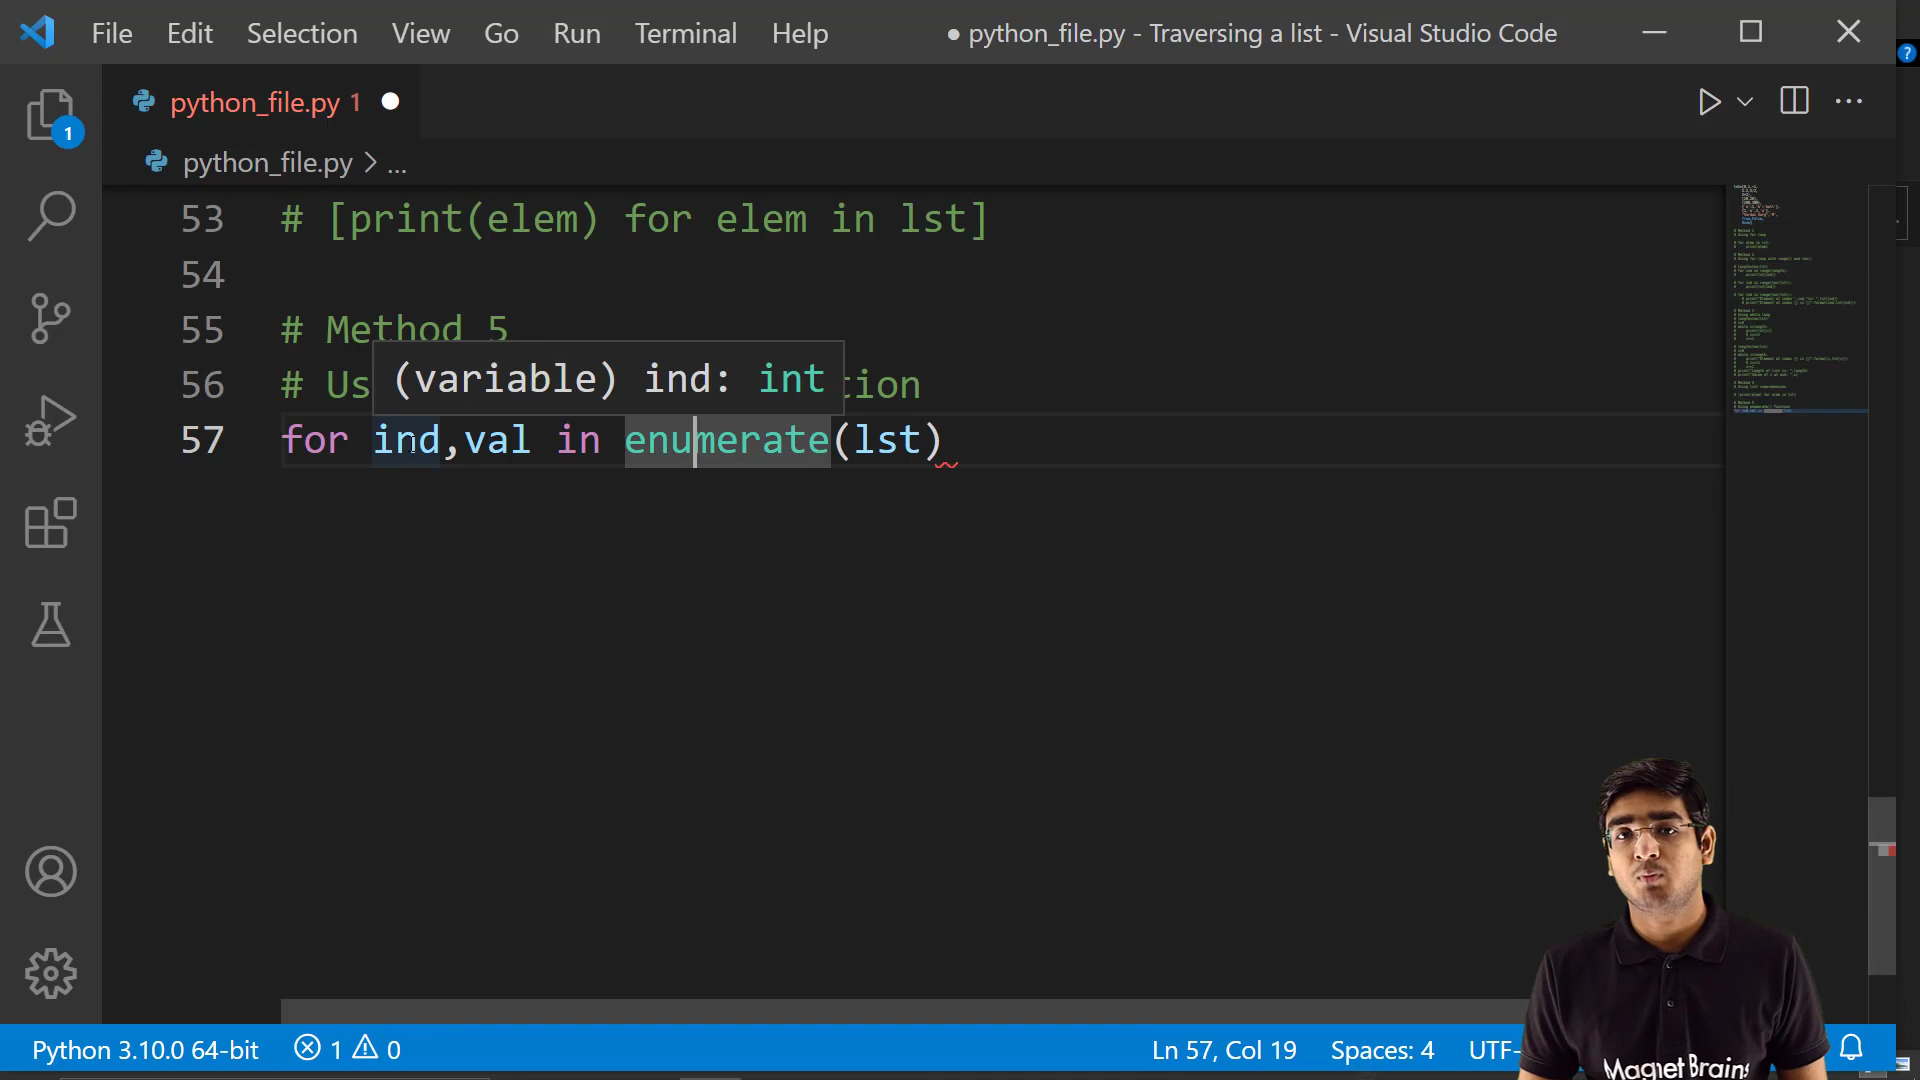 File Edit Selection View Go Run Terminal Help ● python_file.py - Traversing a list - Visual Studio Code
python_file.py 1
1
python_file.py > ...
53 # [print(elem) for elem in lst]
54
55 # Method 5
(variable) ind: int
56 # Us tion
57 for ind,val in enumerate(lst)
Python 3.10.0 64-bit 1 0 Ln 57, Col 19 Spaces: 4 UTF-
Magnet Brains